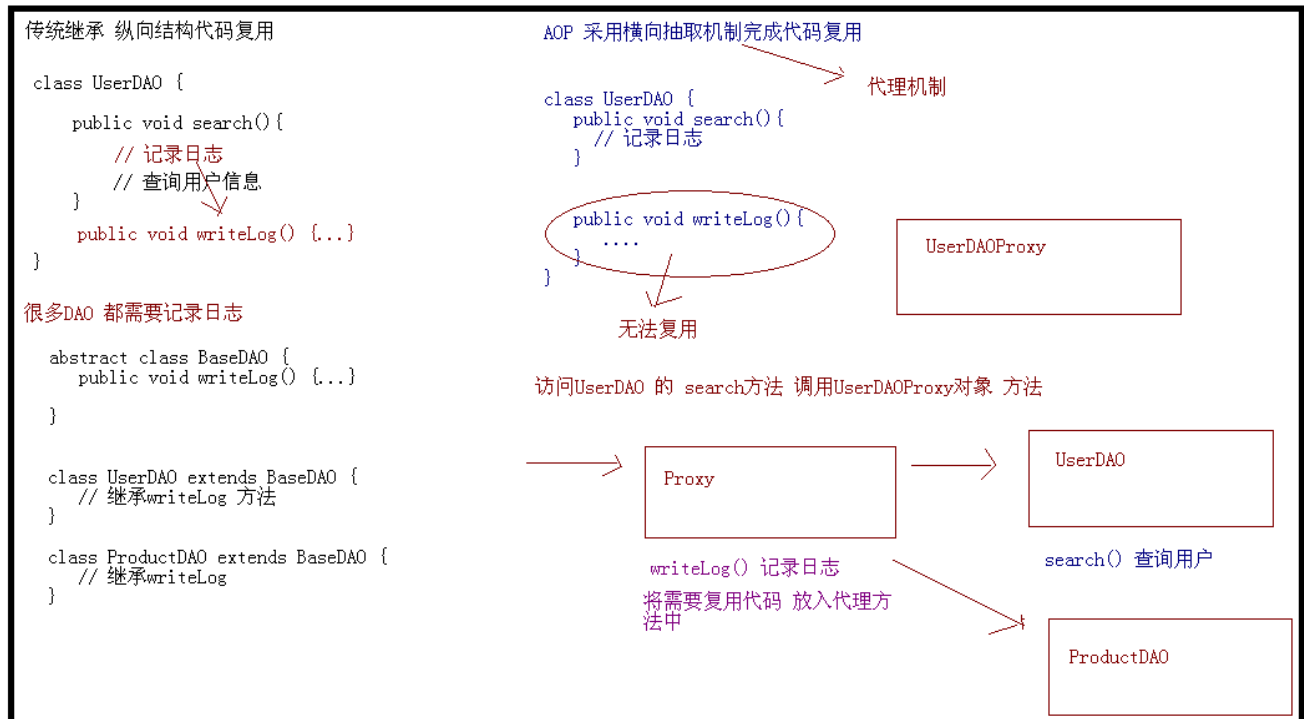 传统继承 纵向结构代码复用
class UserDAO {
public void search(){
// 记录日志
// 查询用户信息
}
public void writeLog() {...}
}
很多DAO 都需要记录日志
abstract class BaseDAO {
public void writeLog() {...}
}
class UserDAO extends BaseDAO {
// 继承writeLog 方法
}
class ProductDAO extends BaseDAO {
// 继承writeLog
}
AOP 采用横向抽取机制完成代码复用
代理机制
class UserDAO {
public void search(){
// 记录日志
}
public void writeLog(){
....
}
}
无法复用
UserDAOProxy
访问UserDAO 的 search方法 调用UserDAOProxy对象 方法
Proxy
writeLog() 记录日志
将需要复用代码 放入代理方
法中
UserDAO
search() 查询用户
ProductDAO